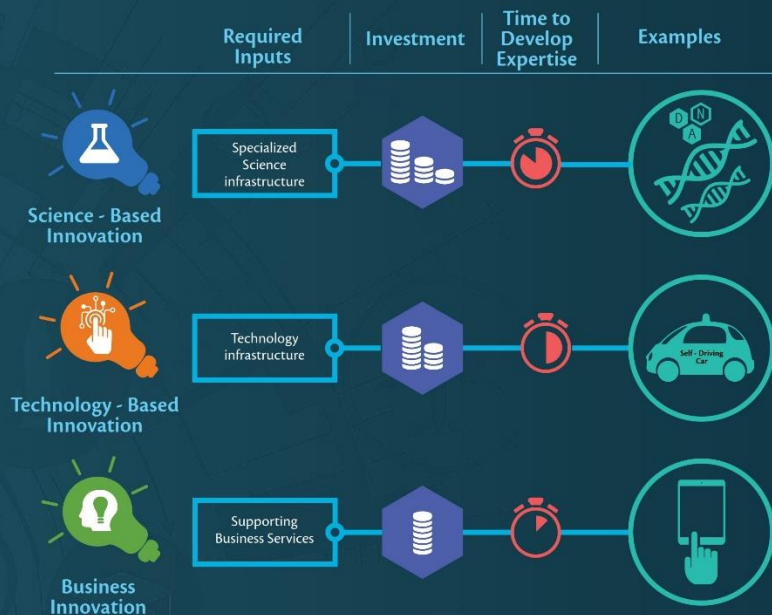 Required
Inputs
Investment
Time to
Develop
Expertise
Examples
Specialized
Science
infrastructure
D N
A
Science - Based
Innovation
Technology
infrastructure
Self - Driving
Car
Technology - Based
Innovation
Supporting
Business Services
Business
Innovation